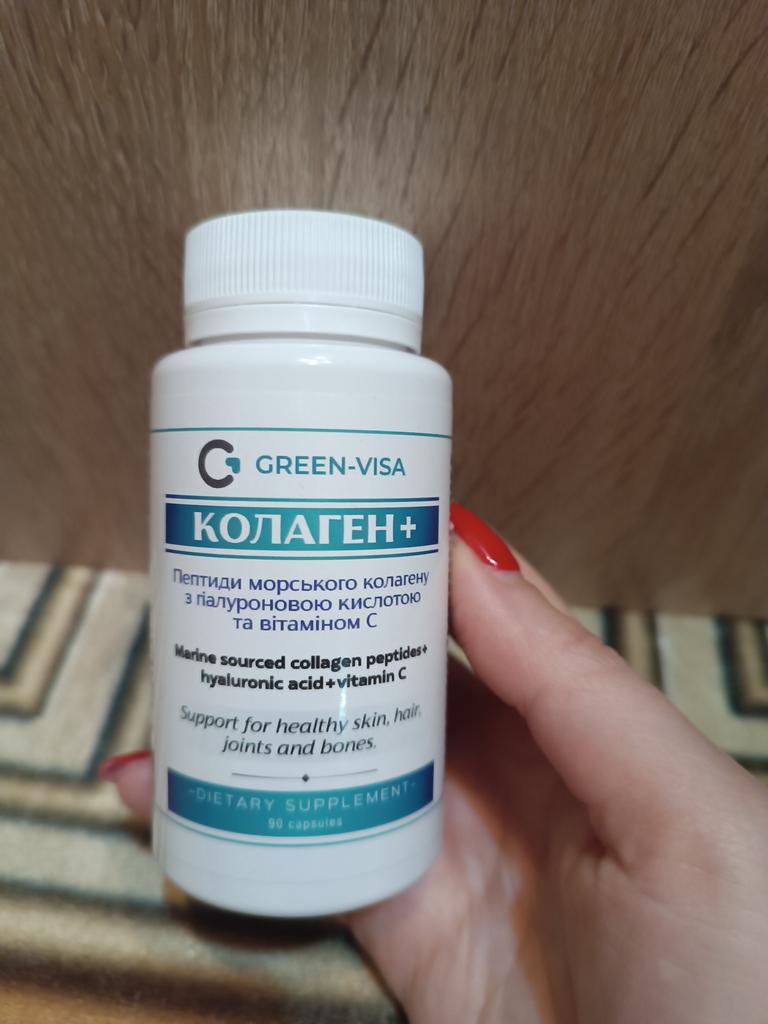 GREEN-VISA
КОЛАГЕН+
Пептиди морського колагену
з гіалуроновою кислотою
та вітаміном С
Marine sourced collagen peptides+
hyaluronic acid+vitamin C
Support for healthy skin, hair,
joints and bones.
-DIETARY SUPPLEMENT-
90 capsules